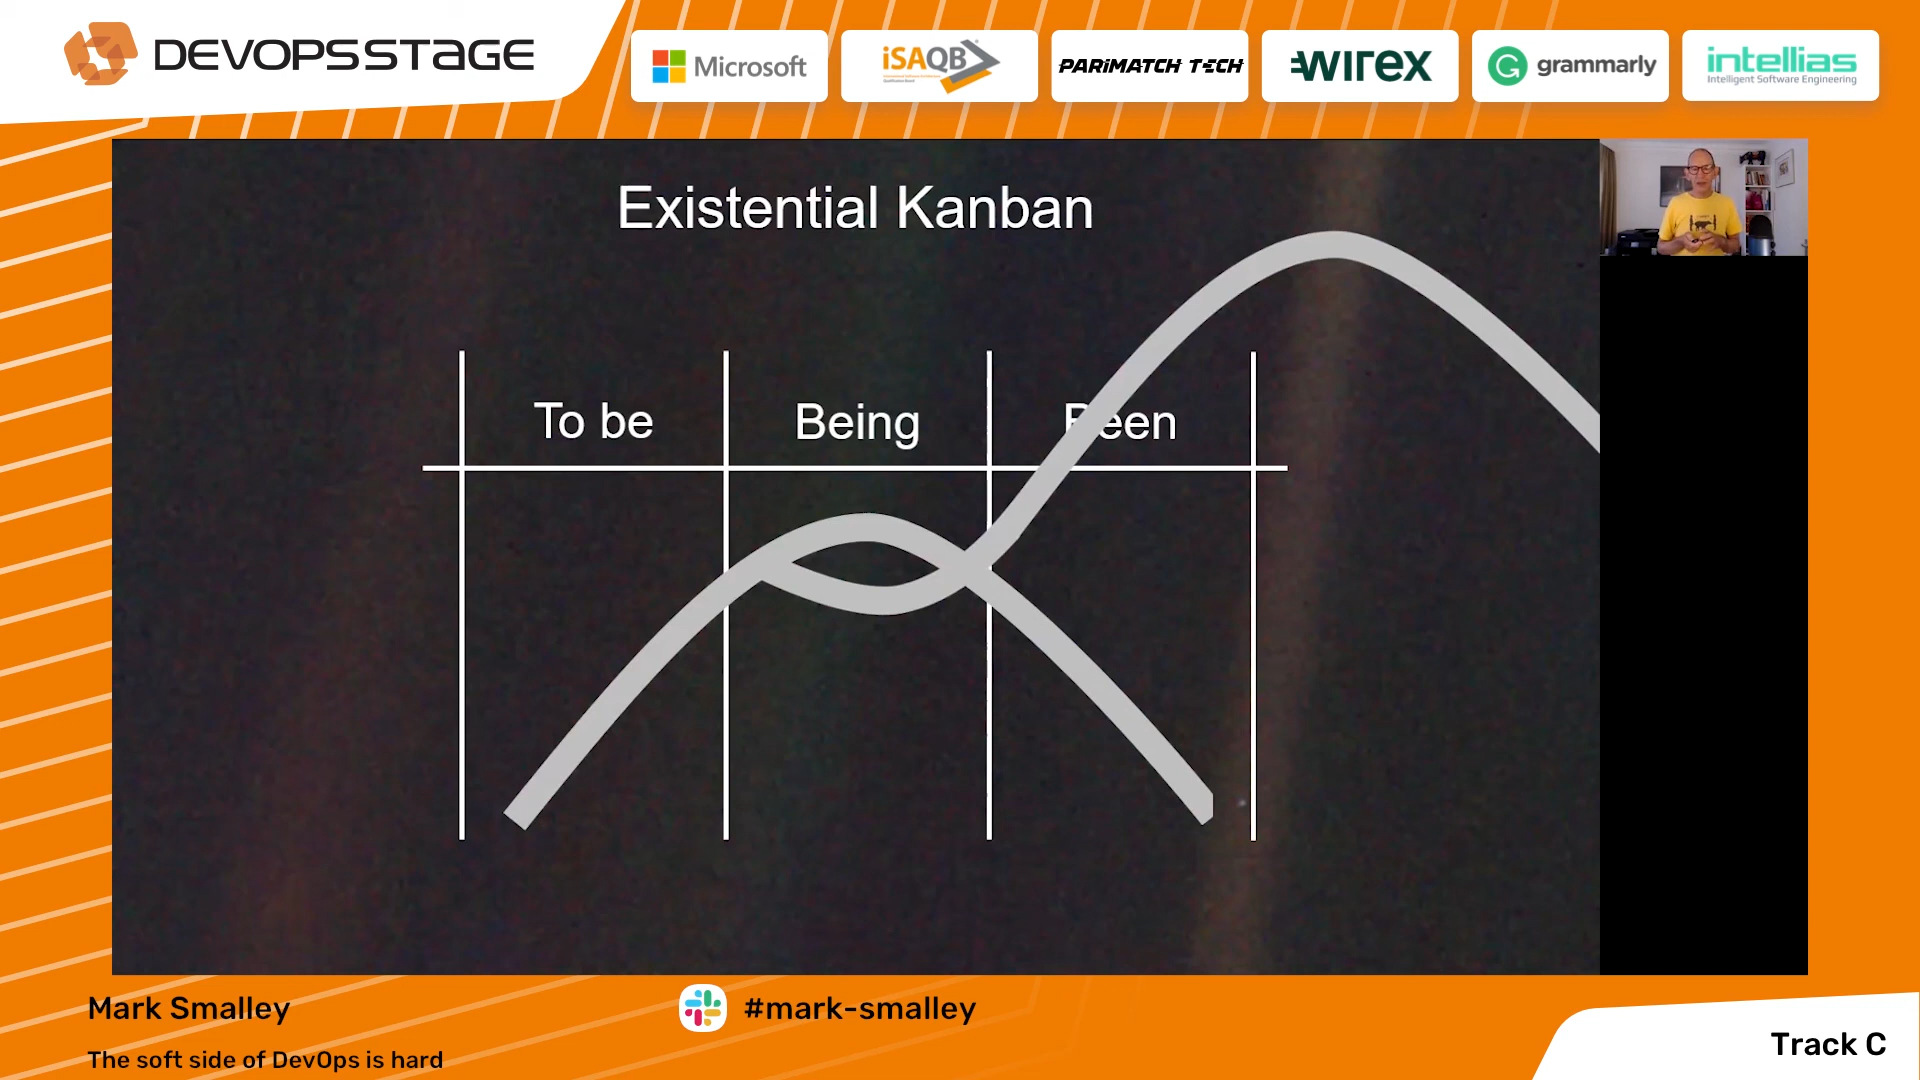 DEVOPSSTAGE
Microsoft
iSAQB
PARIMATCH TECH
WIREX
grammarly
intellias
Intelligent Software Engineering
Existential Kanban
To be
Being
Been
Mark Smalley
#mark-smalley
The soft side of DevOps is hard
Track C